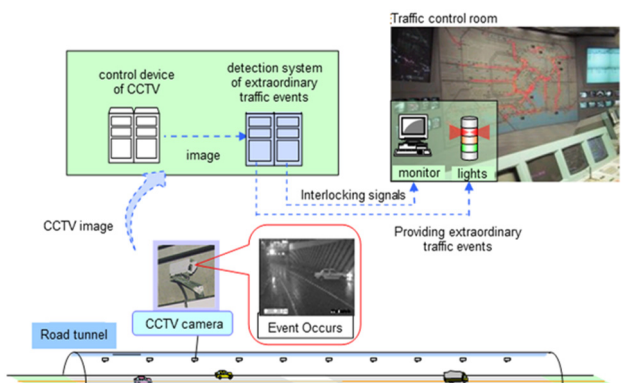 Traffic control room
control device
of CCTV
detection system
of extraordinary
traffic events
image
monitor
lights
Interlocking signals
CCTV image
Providing extraordinary
traffic events
CCTV camera
Event Occurs
Road tunnel